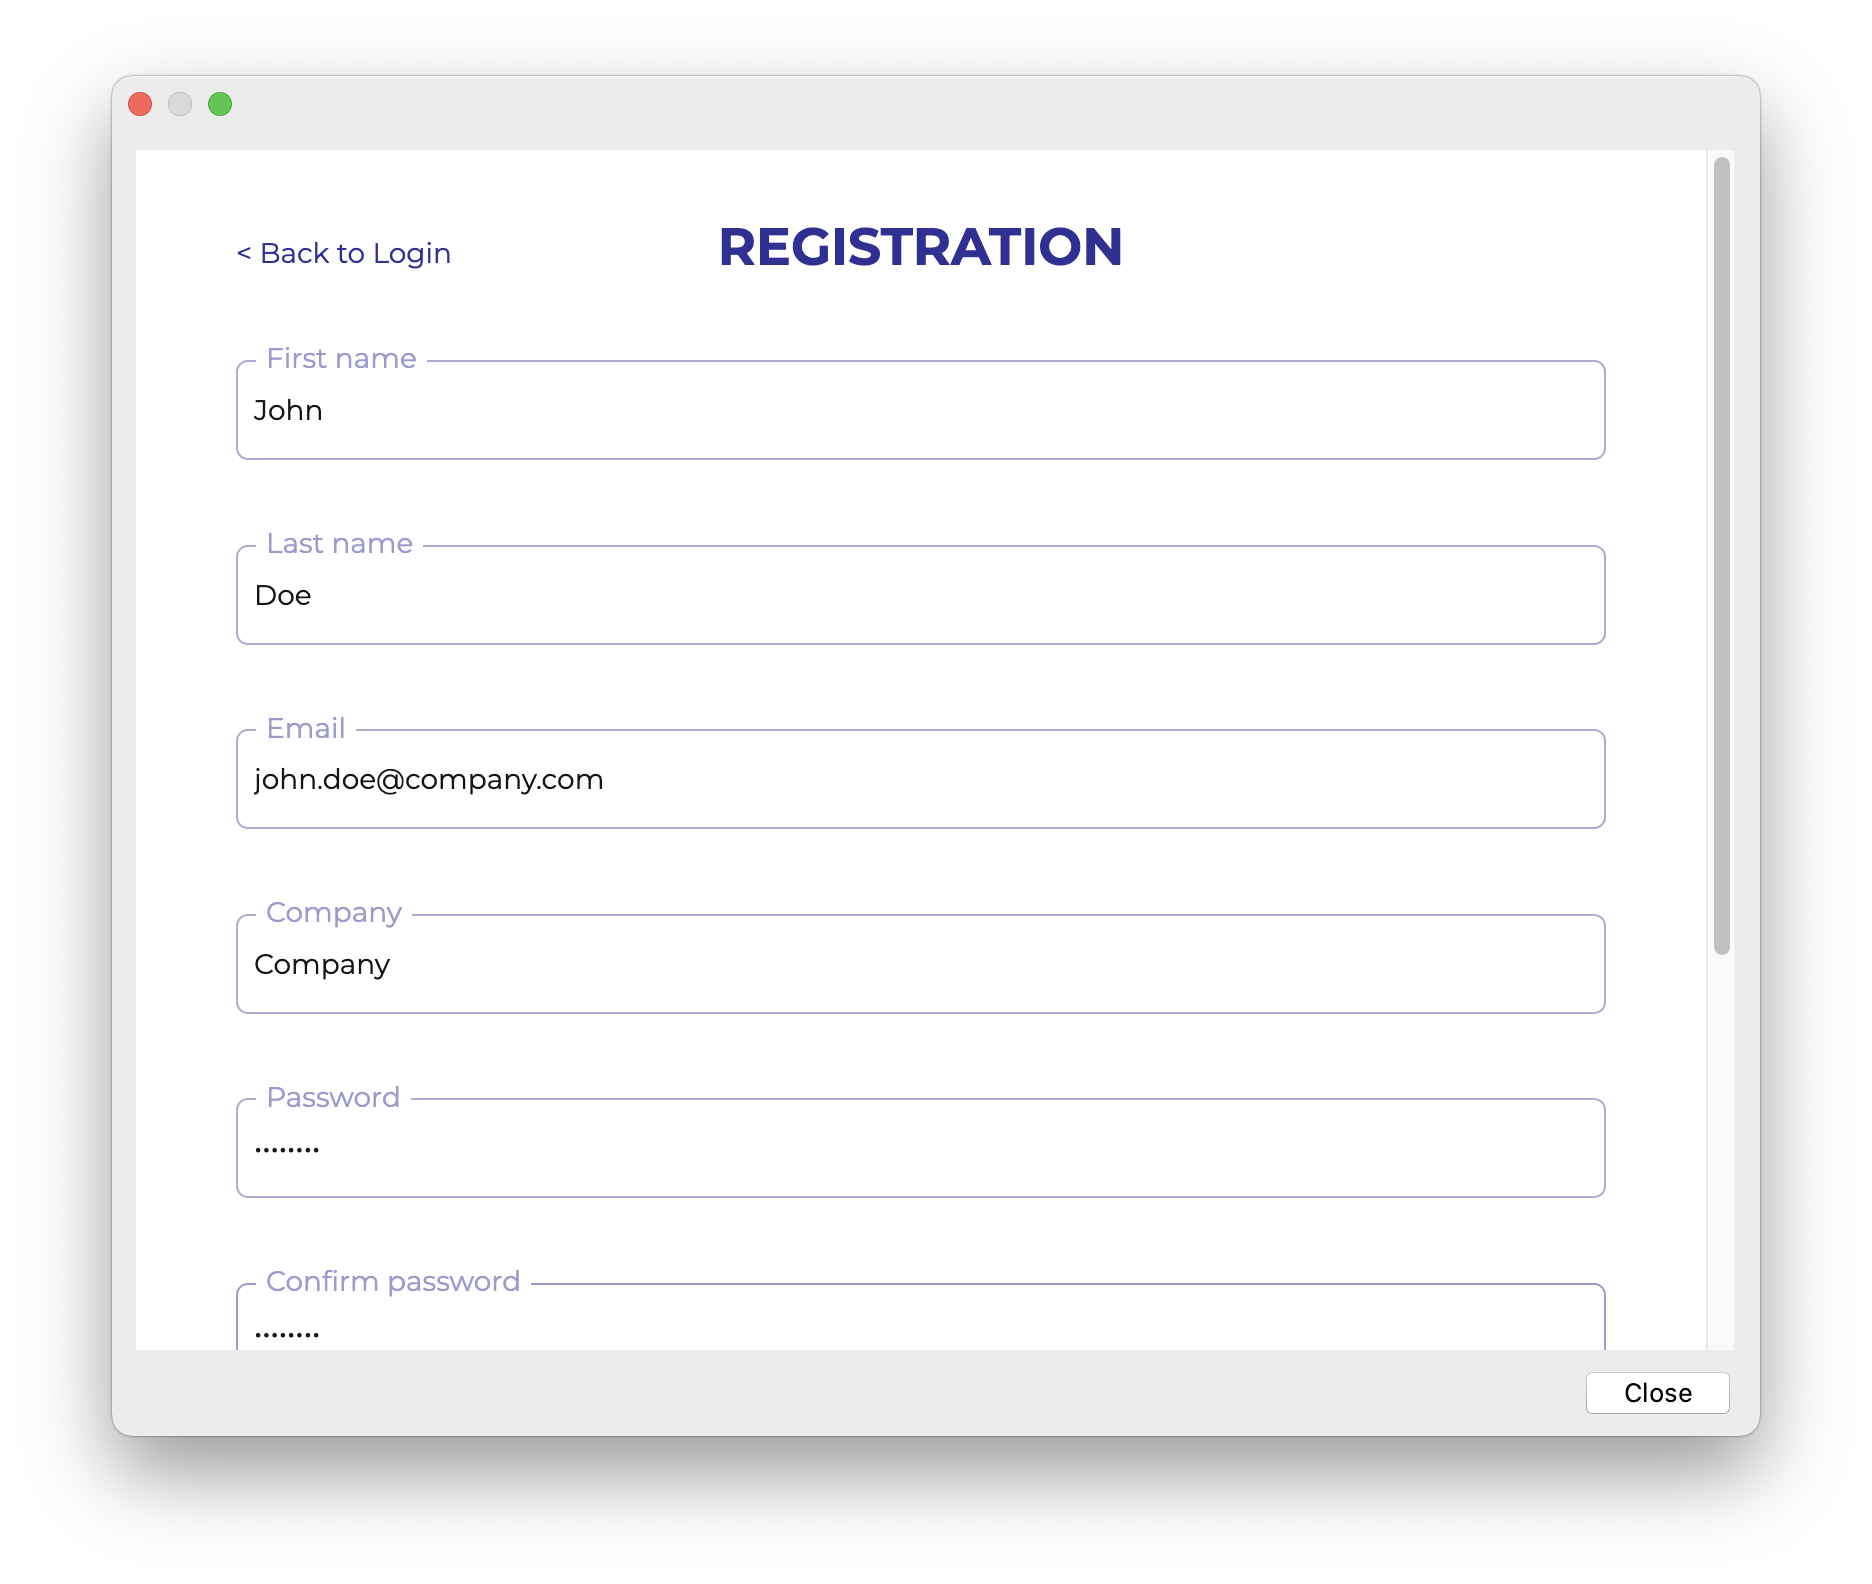 < Back to Login
REGISTRATION
First name
John
Last name
Doe
Email
john.doe@company.com
Company
Company
Password
••••••••
Confirm password
••••••••
Close